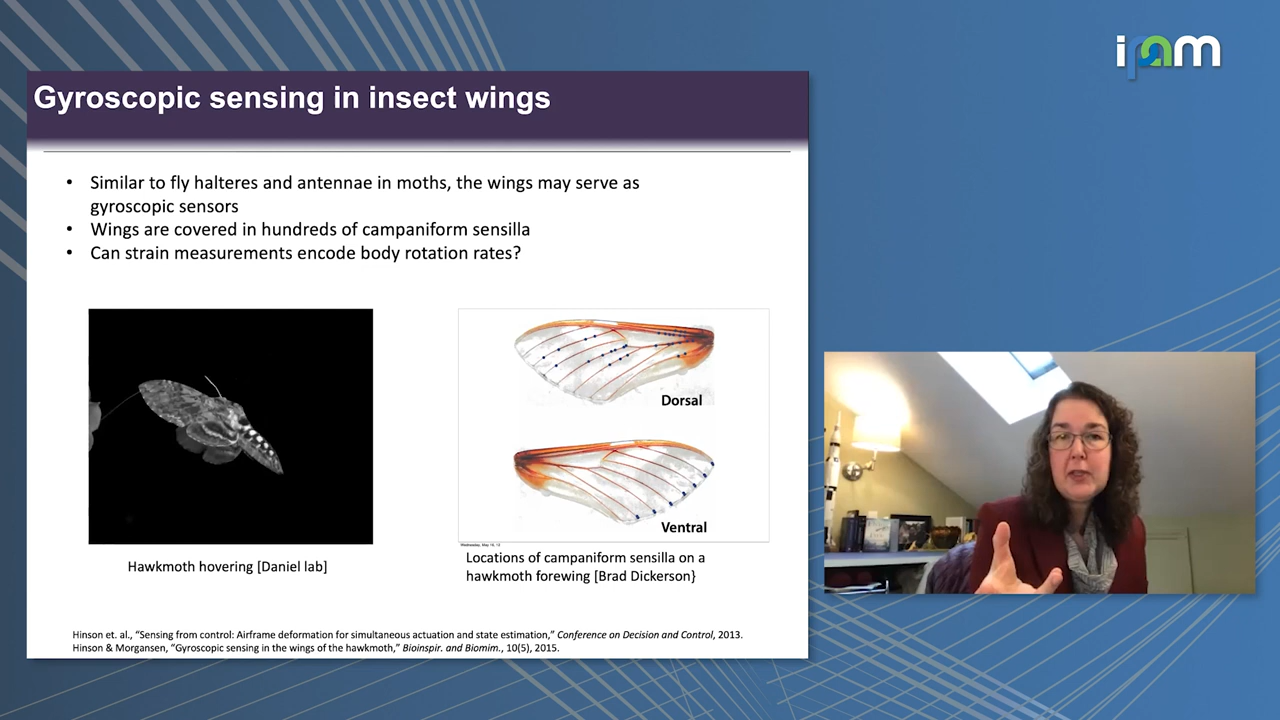 ipam
Gyroscopic sensing in insect wings
• Similar to fly halteres and antennae in moths, the wings may serve as
gyroscopic sensors
• Wings are covered in hundreds of campaniform sensilla
• Can strain measurements encode body rotation rates?
Dorsal
Ventral
Wednesday, May 15, 13
Hawkmoth hovering [Daniel lab]
Locations of campaniform sensilla on a
hawkmoth forewing [Brad Dickerson}
Hinson et. al., “Sensing from control: Airframe deformation for simultaneous actuation and state estimation,” Conference on Decision and Control, 2013.
Hinson & Morgansen, “Gyroscopic sensing in the wings of the hawkmoth,” Bioinspir. and Biomim., 10(5), 2015.